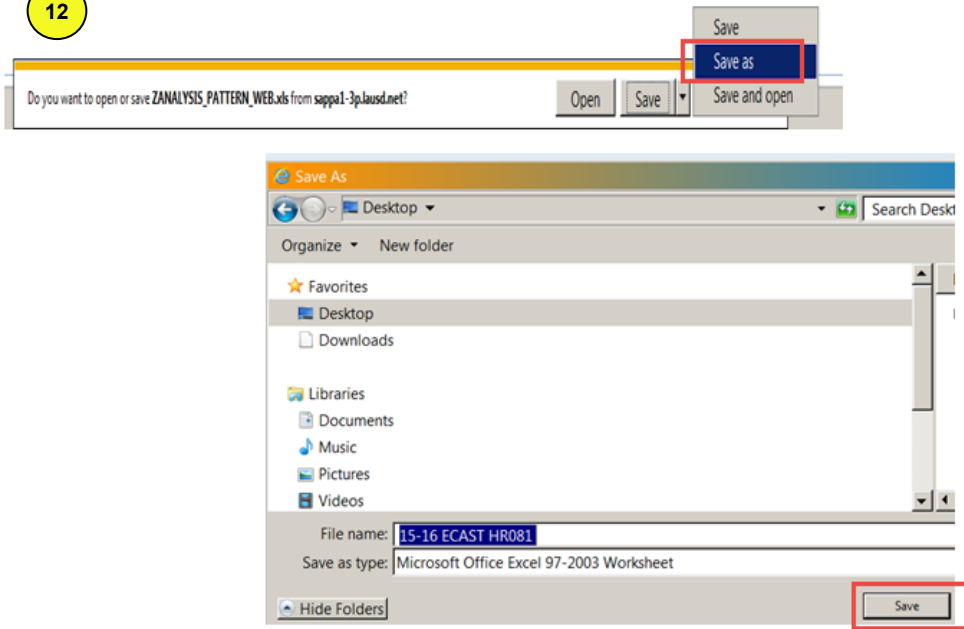 12
Save
Save as
Save and open
Do you want to open or save ZANALYSIS_PATTERN_WEB.xls from sappa1-3p.lausd.net?
Open Save
Save As
Desktop Search Deskt
Organize New folder
Favorites
Desktop
Downloads
Libraries
Documents
Music
Pictures
Videos
File name: 15-16 ECAST HR081
Save as type: Microsoft Office Excel 97-2003 Worksheet
Hide Folders Save